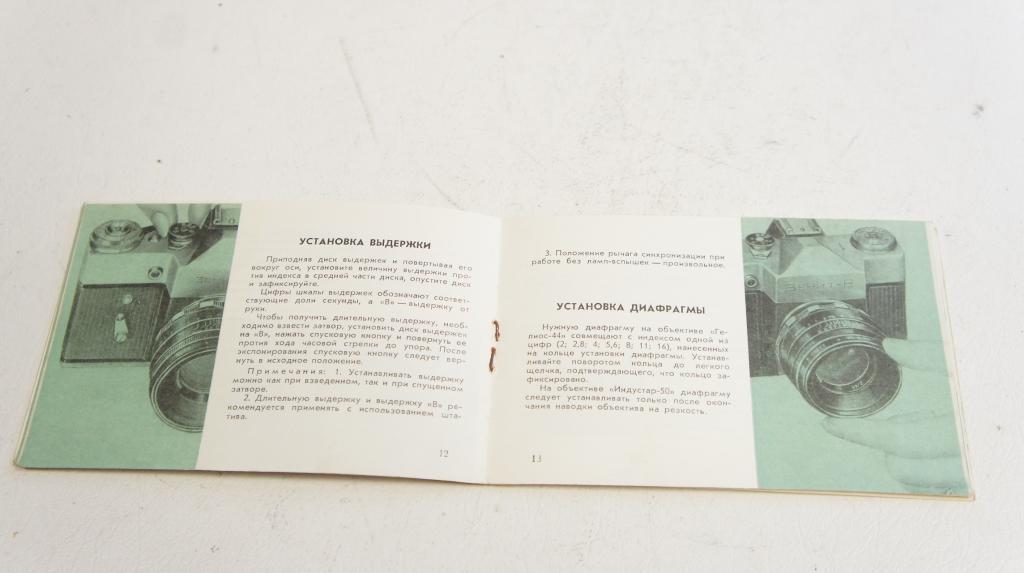 УСТАНОВКА ВЫДЕРЖКИ
Приподняв диск выдержек и повертывая его
вокруг оси, установите величину выдержки про-
тив индекса в средней части диска, опустите диск
и зафиксируйте.
Цифры шкалы выдержек обозначают соответ-
ствующие доли секунды, а «В» — выдержку от
руки.
Чтобы получить длительную выдержку, необ-
ходимо взвести затвор, установить диск выдержек
на «В», нажать спусковую кнопку и повернуть ее
против хода часовой стрелки до упора. После
экспонирования спусковую кнопку следует вер-
нуть в исходное положение.
Примечания: 1. Устанавливать выдержку
можно как при взведенном, так и при спущенном
затворе.
2. Длительную выдержку и выдержку «В» ре-
комендуется применять с использованием шта-
тива.
12
3. Положение рычага синхронизации при
работе без ламп-вспышек — произвольное.
УСТАНОВКА ДИАФРАГМЫ
Нужную диафрагму на объективе «Ге-
лиос-44» совмещают с индексом одной из
цифр (2; 2,8; 4; 5,6; 8; 11; 16), нанесенных
на кольце установки диафрагмы. Устанав-
ливайте поворотом кольца до легкого
щелчка, подтверждающего, что кольцо за-
фиксировано.
На объективе «Индустар-50» диафрагму
следует устанавливать только после окон-
чания наводки объектива на резкость.
13